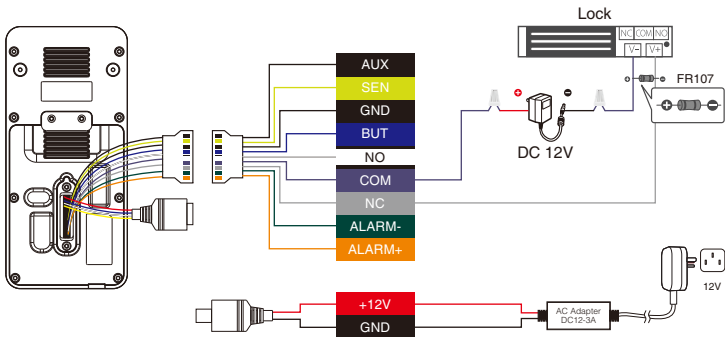 Lock
NC COM NO
V- V+
FR107
AUX
SEN
GND
BUT
NO
COM
NC
ALARM-
ALARM+
DC 12V
+12V
GND
AC Adapter
DC12-3A
12V